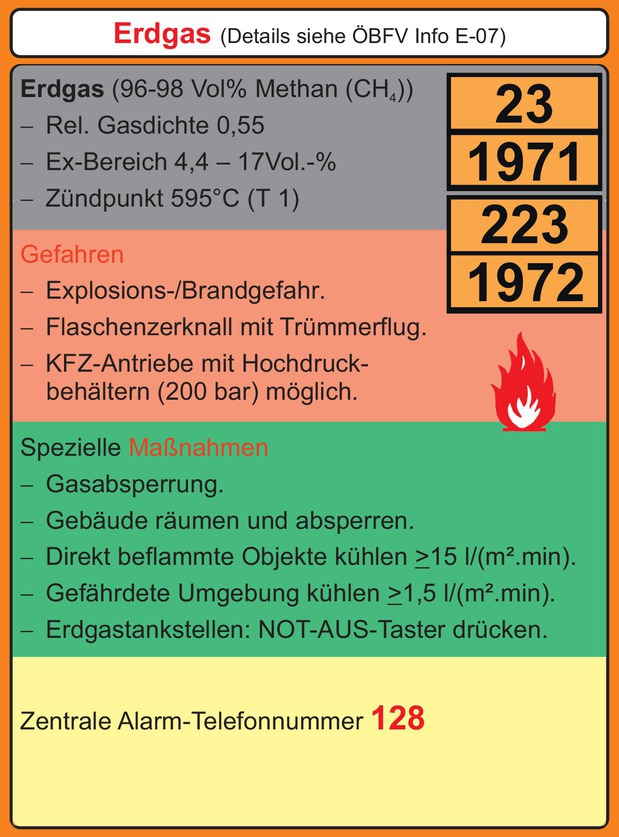 Erdgas (Details siehe ÖBFV Info E-07)
Erdgas (96-98 Vol% Methan (CH₄))
– Rel. Gasdichte 0,55
– Ex-Bereich 4,4 – 17Vol.-%
– Zündpunkt 595°C (T 1)
23
1971
223
1972
Gefahren
– Explosions-/Brandgefahr.
– Flaschenzerknall mit Trümmerflug.
– KFZ-Antriebe mit Hochdruck-
behältern (200 bar) möglich.
Spezielle Maßnahmen
– Gasabsperrung.
– Gebäude räumen und absperren.
– Direkt beflammte Objekte kühlen ≥15 l/(m².min).
– Gefährdete Umgebung kühlen ≥1,5 l/(m².min).
– Erdgastankstellen: NOT-AUS-Taster drücken.
Zentrale Alarm-Telefonnummer 128